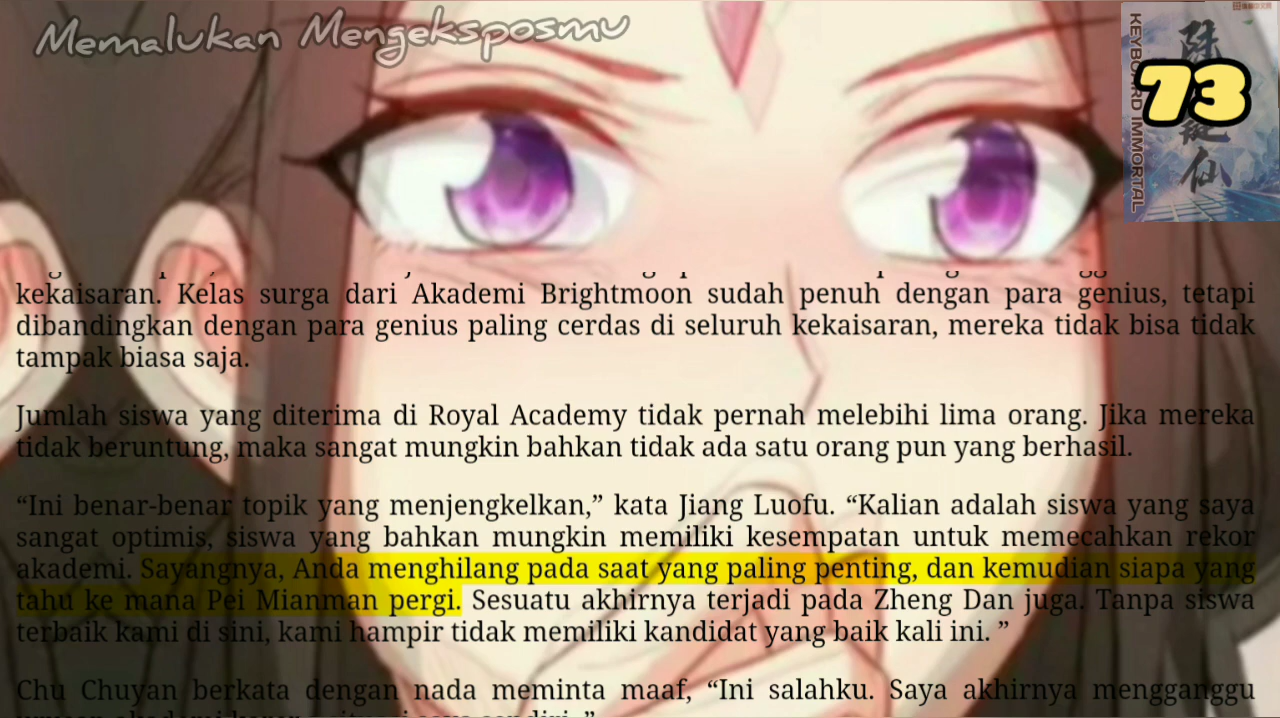 Memalukan Mengeksposmu
KEYBOARD IMMORTAL
73
仙
kekaisaran. Kelas surga dari Akademi Brightmoon sudah penuh dengan para genius, tetapi
dibandingkan dengan para genius paling cerdas di seluruh kekaisaran, mereka tidak bisa tidak
tampak biasa saja.
Jumlah siswa yang diterima di Royal Academy tidak pernah melebihi lima orang. Jika mereka
tidak beruntung, maka sangat mungkin bahkan tidak ada satu orang pun yang berhasil.
“Ini benar-benar topik yang menjengkelkan,” kata Jiang Luofu. “Kalian adalah siswa yang saya
sangat optimis, siswa yang bahkan mungkin memiliki kesempatan untuk memecahkan rekor
akademi. Sayangnya, Anda menghilang pada saat yang paling penting, dan kemudian siapa yang
tahu ke mana Pei Mianman pergi. Sesuatu akhirnya terjadi pada Zheng Dan juga. Tanpa siswa
terbaik kami di sini, kami hampir tidak memiliki kandidat yang baik kali ini. ”
Chu Chuyan berkata dengan nada meminta maaf, “Ini salahku. Saya akhirnya mengganggu